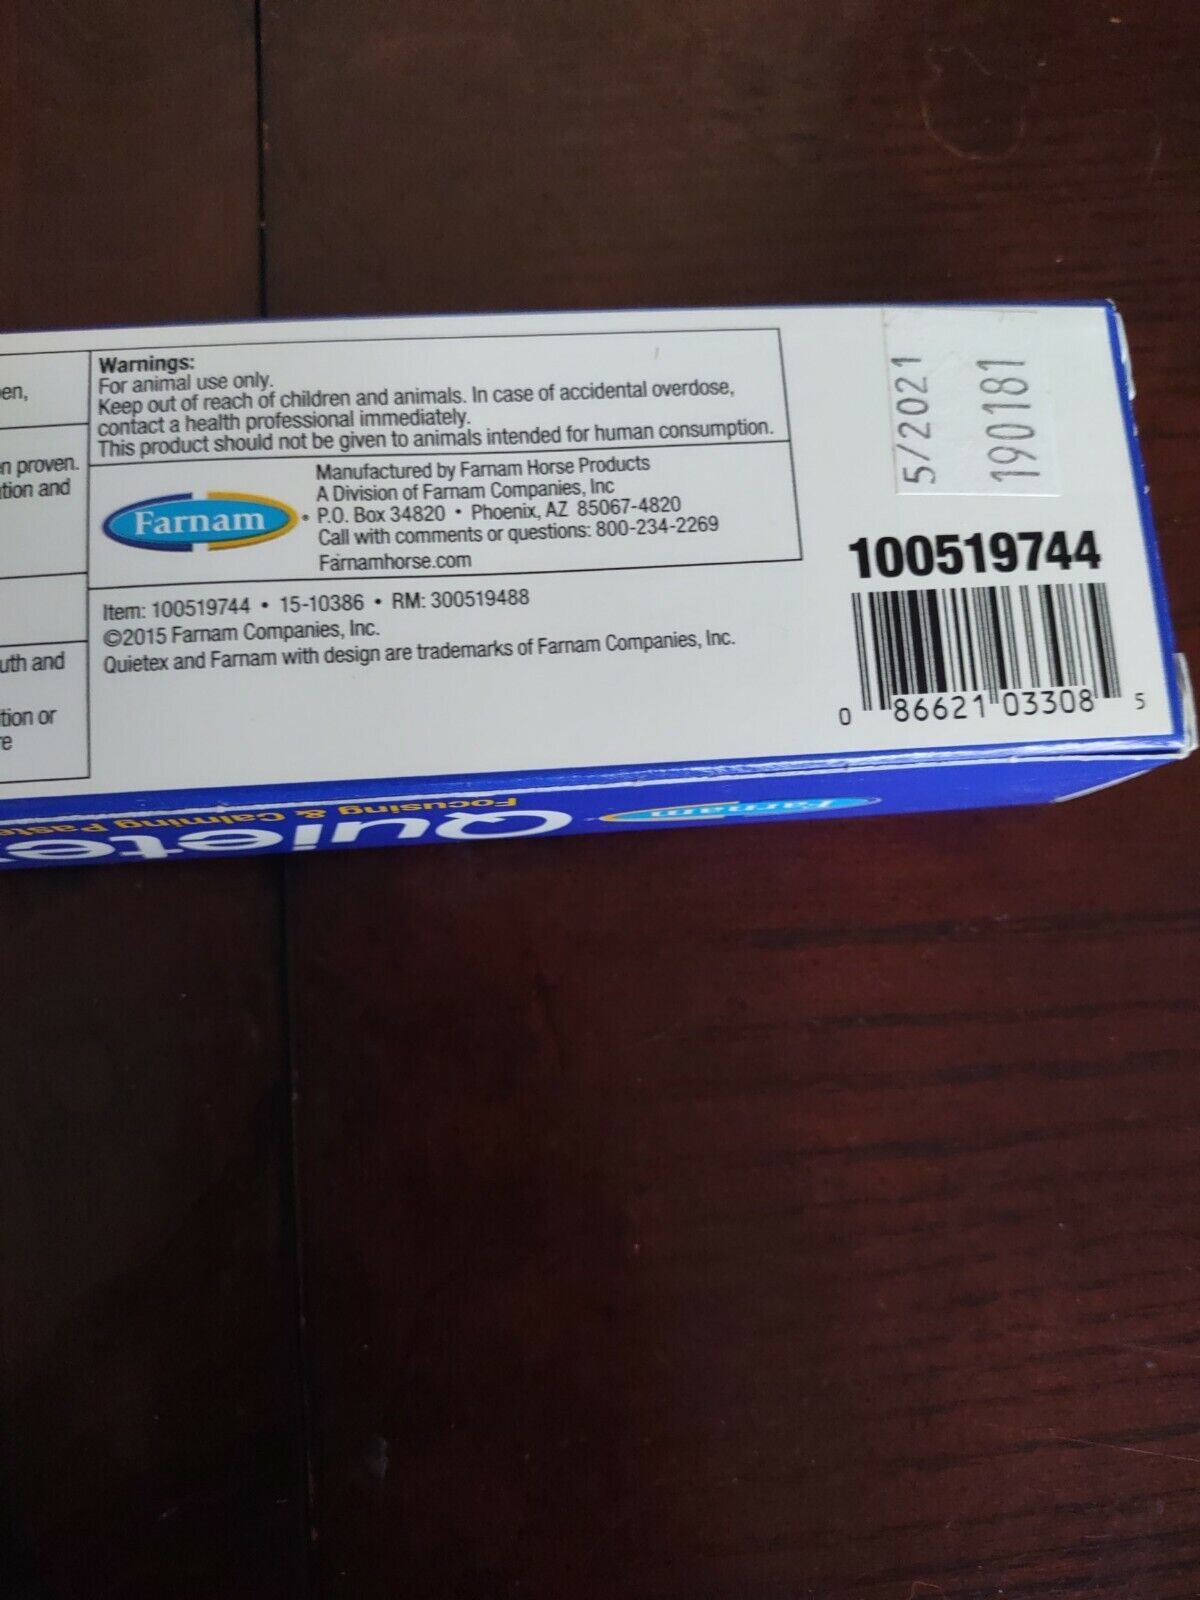 en,
n proven.
tion and
uth and
tion or
e
Warnings:
For animal use only.
Keep out of reach of children and animals. In case of accidental overdose,
contact a health professional immediately.
This product should not be given to animals intended for human consumption.
Farnam
Manufactured by Farnam Horse Products
A Division of Farnam Companies, Inc
• P.O. Box 34820 • Phoenix, AZ 85067-4820
Call with comments or questions: 800-234-2269
Farnamhorse.com
Item: 100519744 • 15-10386 • RM: 300519488
©2015 Farnam Companies, Inc.
Quietex and Farnam with design are trademarks of Farnam Companies, Inc.
5/2021
190181
100519744
0 86621 03308 5
Farnam
Quiete
Focusing & Calming Paste